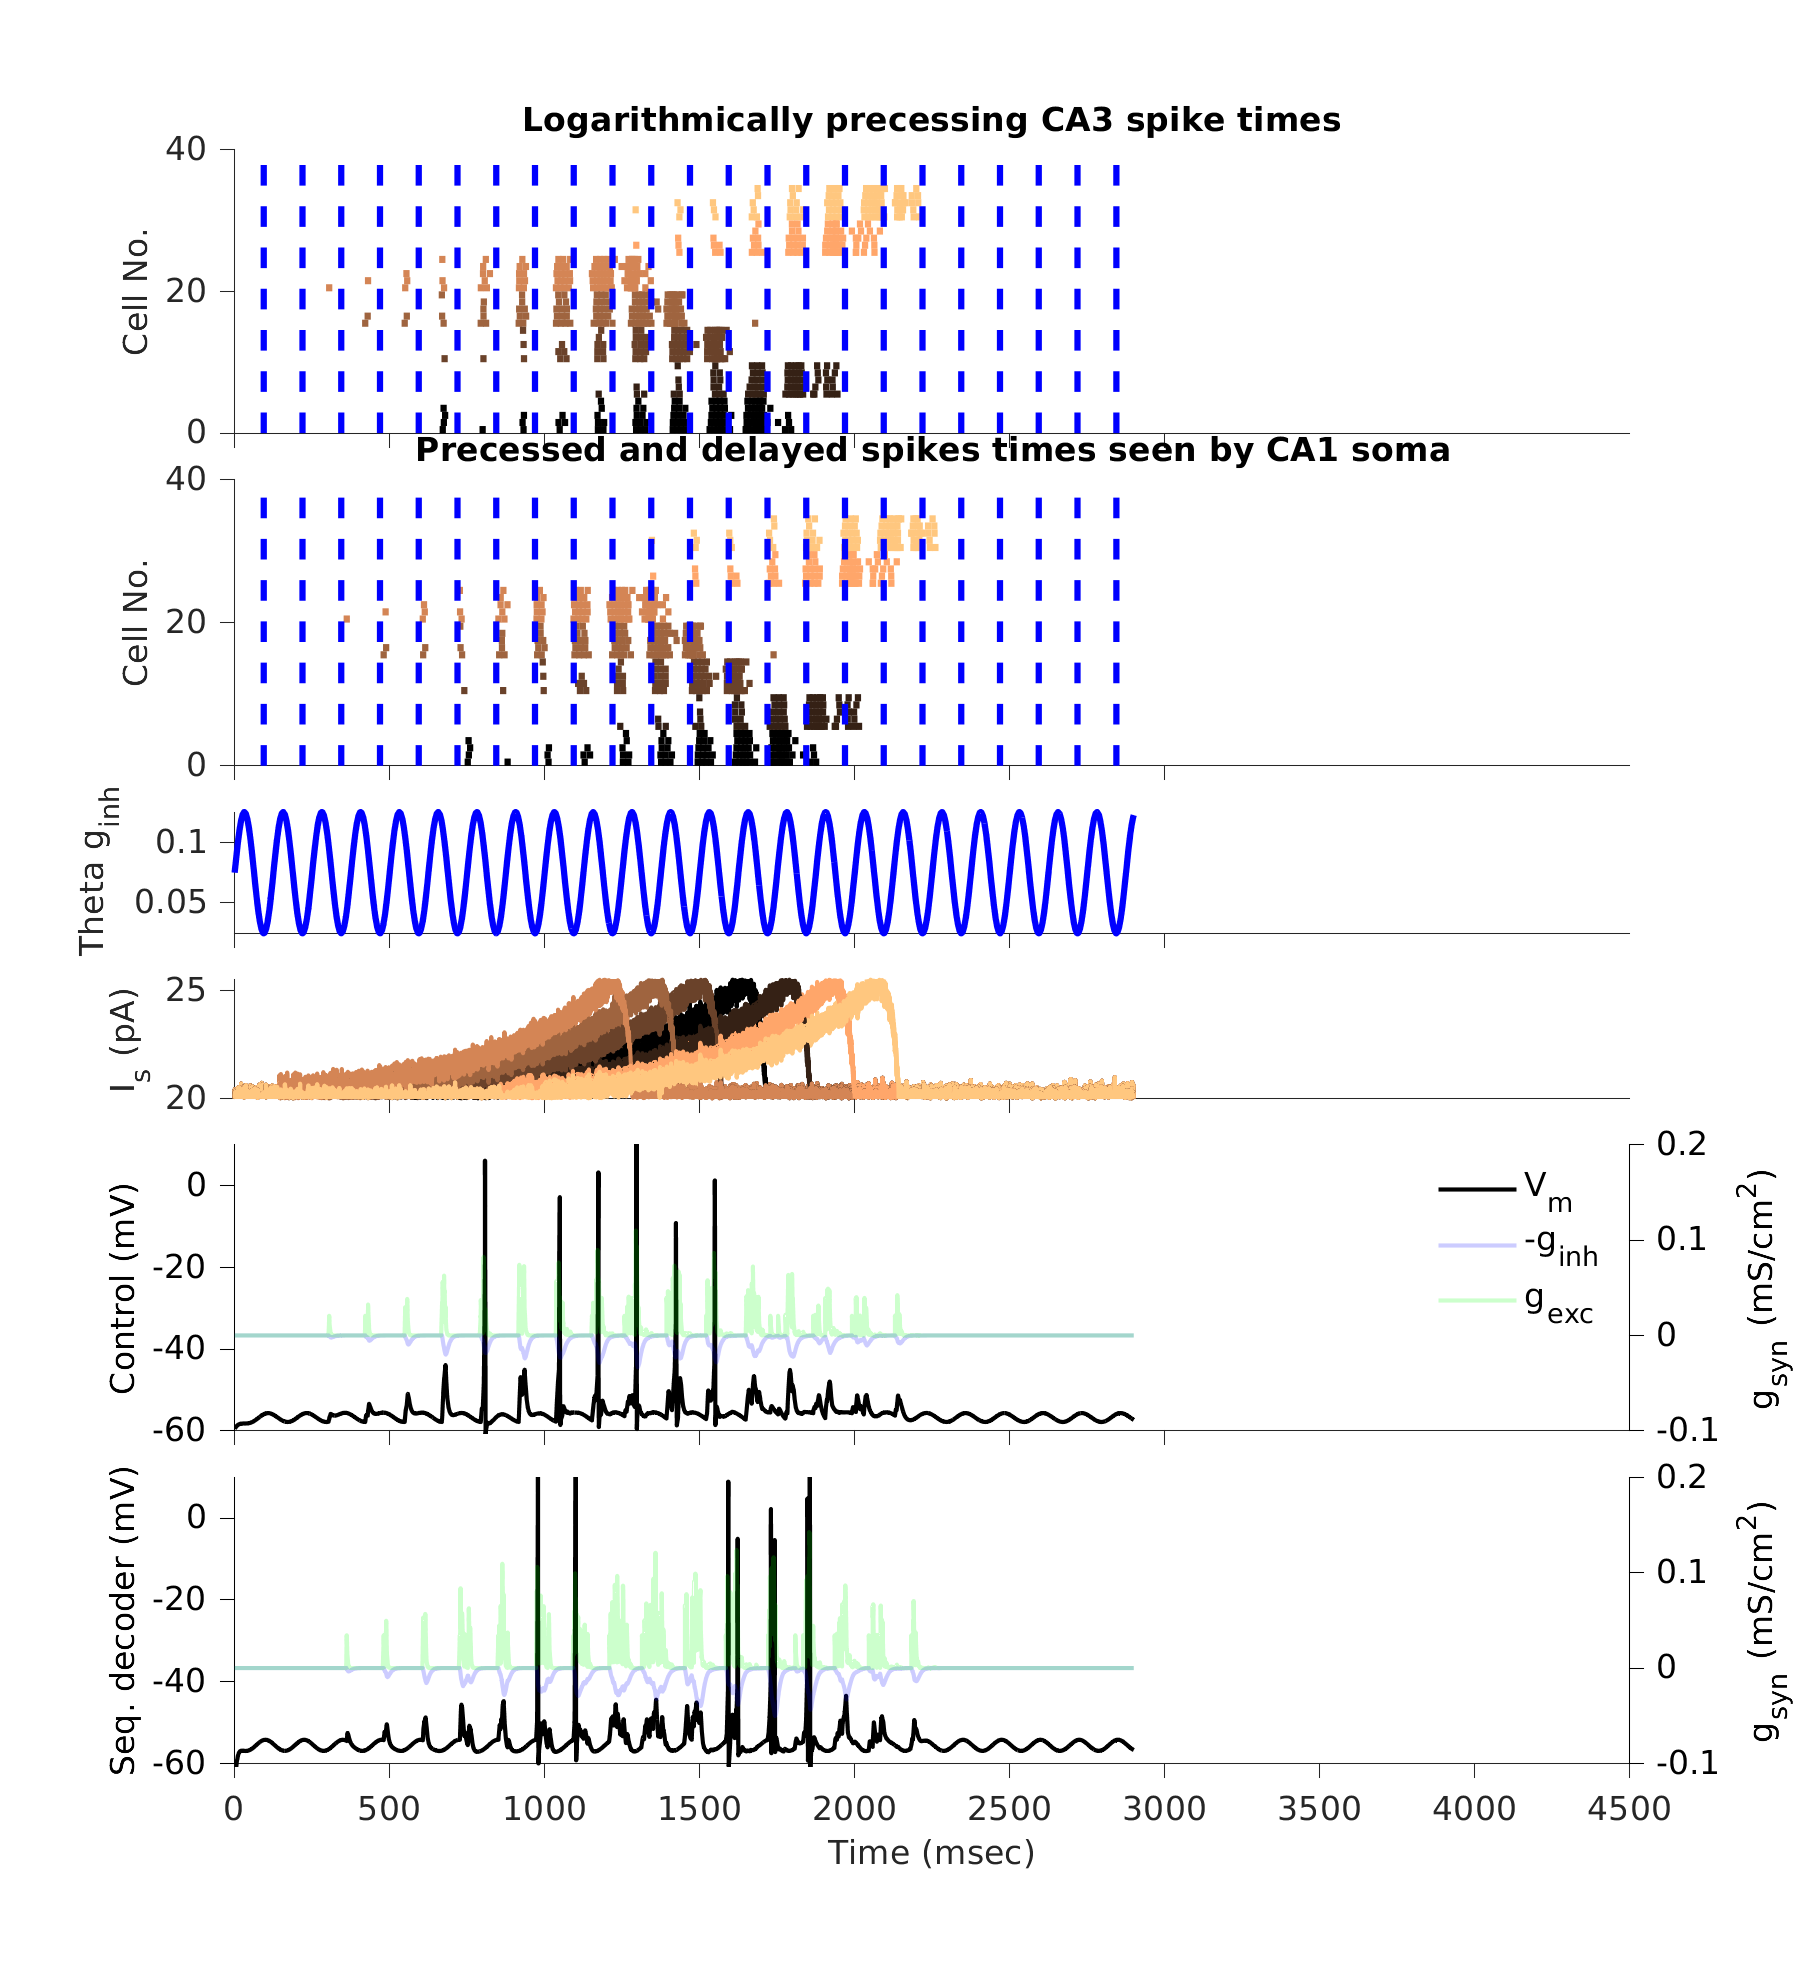 Logarithmically precessing CA3 spike times
40
20
0
Cell No.
Precessed and delayed spikes times seen by CA1 soma
40
20
0
Cell No.
0.1
0.05
Theta g_inh
25
20
I_s (pA)
0
-20
-40
-60
Control (mV)
V_m
-g_inh
g_exc
0.2
0.1
0
-0.1
g_syn (mS/cm^2)
0
-20
-40
-60
Seq. decoder (mV)
0.2
0.1
0
-0.1
g_syn (mS/cm^2)
0 500 1000 1500 2000 2500 3000 3500 4000 4500
Time (msec)